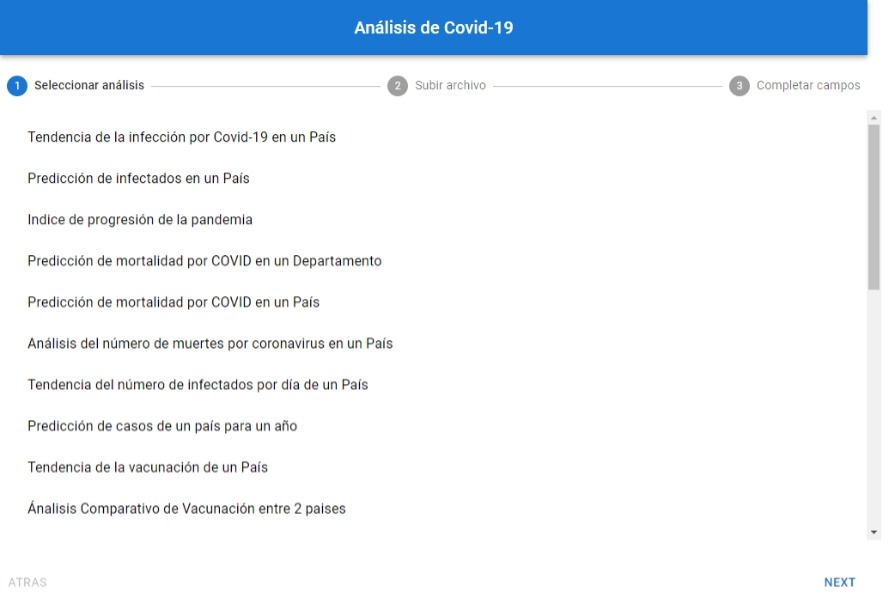 Análisis de Covid-19
1 Seleccionar análisis 2 Subir archivo 3 Completar campos
Tendencia de la infección por Covid-19 en un País
Predicción de infectados en un País
Indice de progresión de la pandemia
Predicción de mortalidad por COVID en un Departamento
Predicción de mortalidad por COVID en un País
Análisis del número de muertes por coronavirus en un País
Tendencia del número de infectados por día de un País
Predicción de casos de un país para un año
Tendencia de la vacunación de un País
Ánalisis Comparativo de Vacunación entre 2 paises
ATRAS NEXT